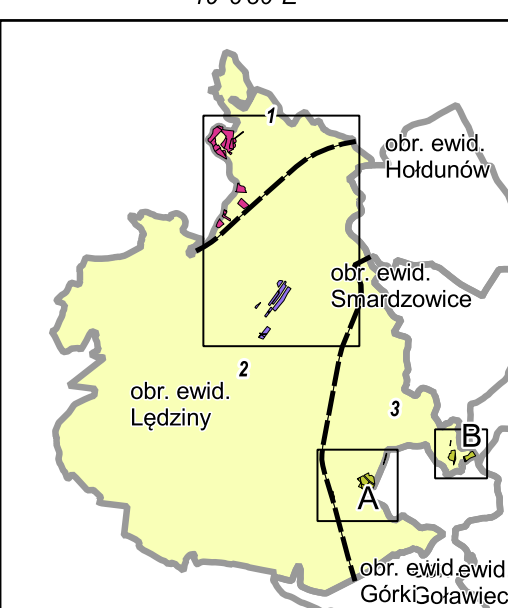 1
obr. ewid.
Hołdunów
obr. ewid.
Smardzowice
2
obr. ewid.
Lędziny
3
B
A
obr. ewid.
Górki
ewid
Goławiec